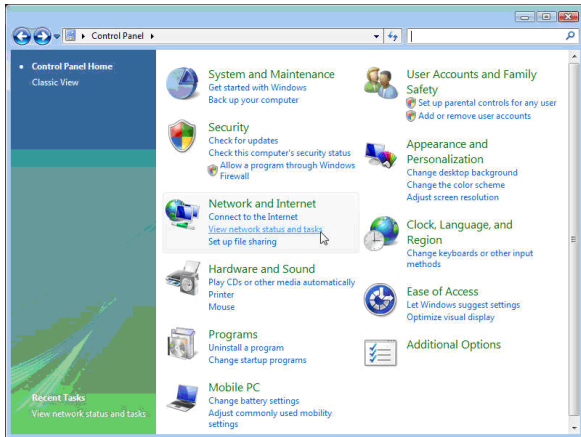 Control Panel
Control Panel Home
Classic View
Recent Tasks
View network status and tasks
System and Maintenance
Get started with Windows
Back up your computer
Security
Check for updates
Check this computer's security status
Allow a program through Windows
Firewall
Network and Internet
Connect to the Internet
View network status and tasks
Set up file sharing
Hardware and Sound
Play CDs or other media automatically
Printer
Mouse
Programs
Uninstall a program
Change startup programs
Mobile PC
Change battery settings
Adjust commonly used mobility
settings
User Accounts and Family
Safety
Set up parental controls for any user
Add or remove user accounts
Appearance and
Personalization
Change desktop background
Change the color scheme
Adjust screen resolution
Clock, Language, and
Region
Change keyboards or other input
methods
Ease of Access
Let Windows suggest settings
Optimize visual display
Additional Options